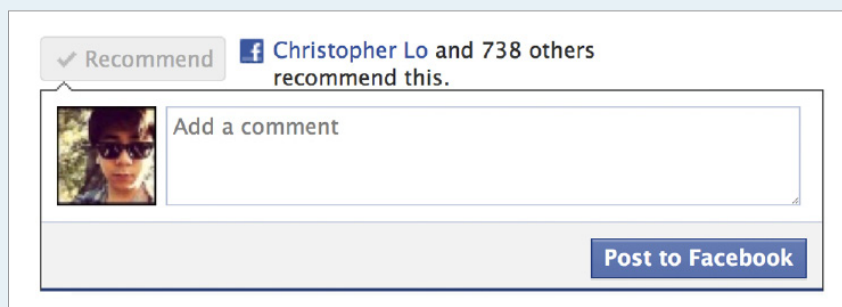 Recommend
Christopher Lo and 738 others
recommend this.
Add a comment
Post to Facebook